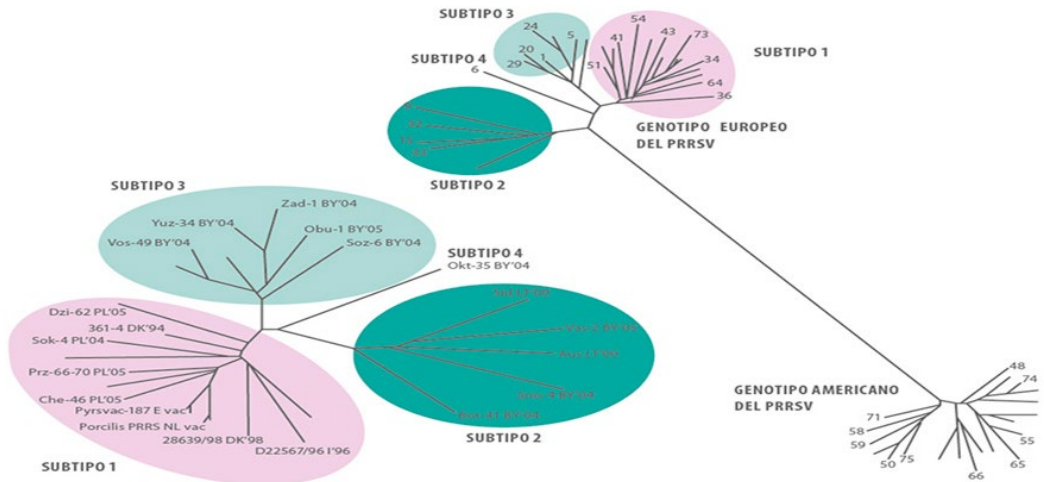 SUBTIPO 3
54
24
43
73
5
41
SUBTIPO 1
20
1
34
SUBTIPO 4
29
51
6
64
36
GENOTIPO EUROPEO
DEL PRRSV
SUBTIPO 2
SUBTIPO 3
Zad-1 BY'04
Yuz-34 BY'04
Obu-1 BY'05
Vos-49 BY'04
Soz-6 BY'04
SUBTIPO 4
Okt-35 BY'04
Dzi-62 PL'05
361-4 DK'94
Sok-4 PL'04
Prz-66-70 PL'05
Che-46 PL'05
Pyrsvac-187 E vac
Porcilis PRRS NL vac
28639/98 DK'98
D22567/96 I'96
SUBTIPO 1
Bor-41 BY'04
SUBTIPO 2
GENOTIPO AMERICANO
DEL PRRSV
48
74
71
58
59
55
50
75
66
65